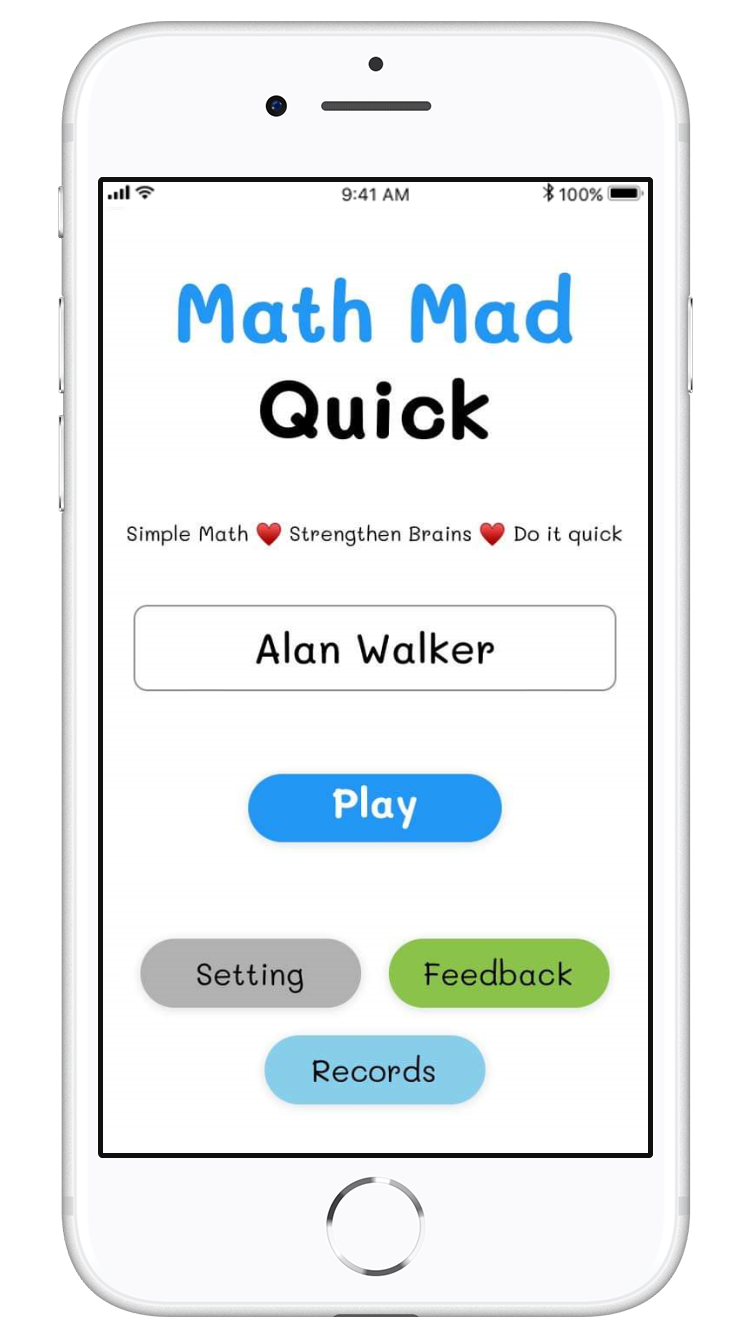 9:41 AM 100%
Math Mad
Quick
Simple Math ♥ Strengthen Brains ♥ Do it quick
Alan Walker
Play
Setting Feedback
Records